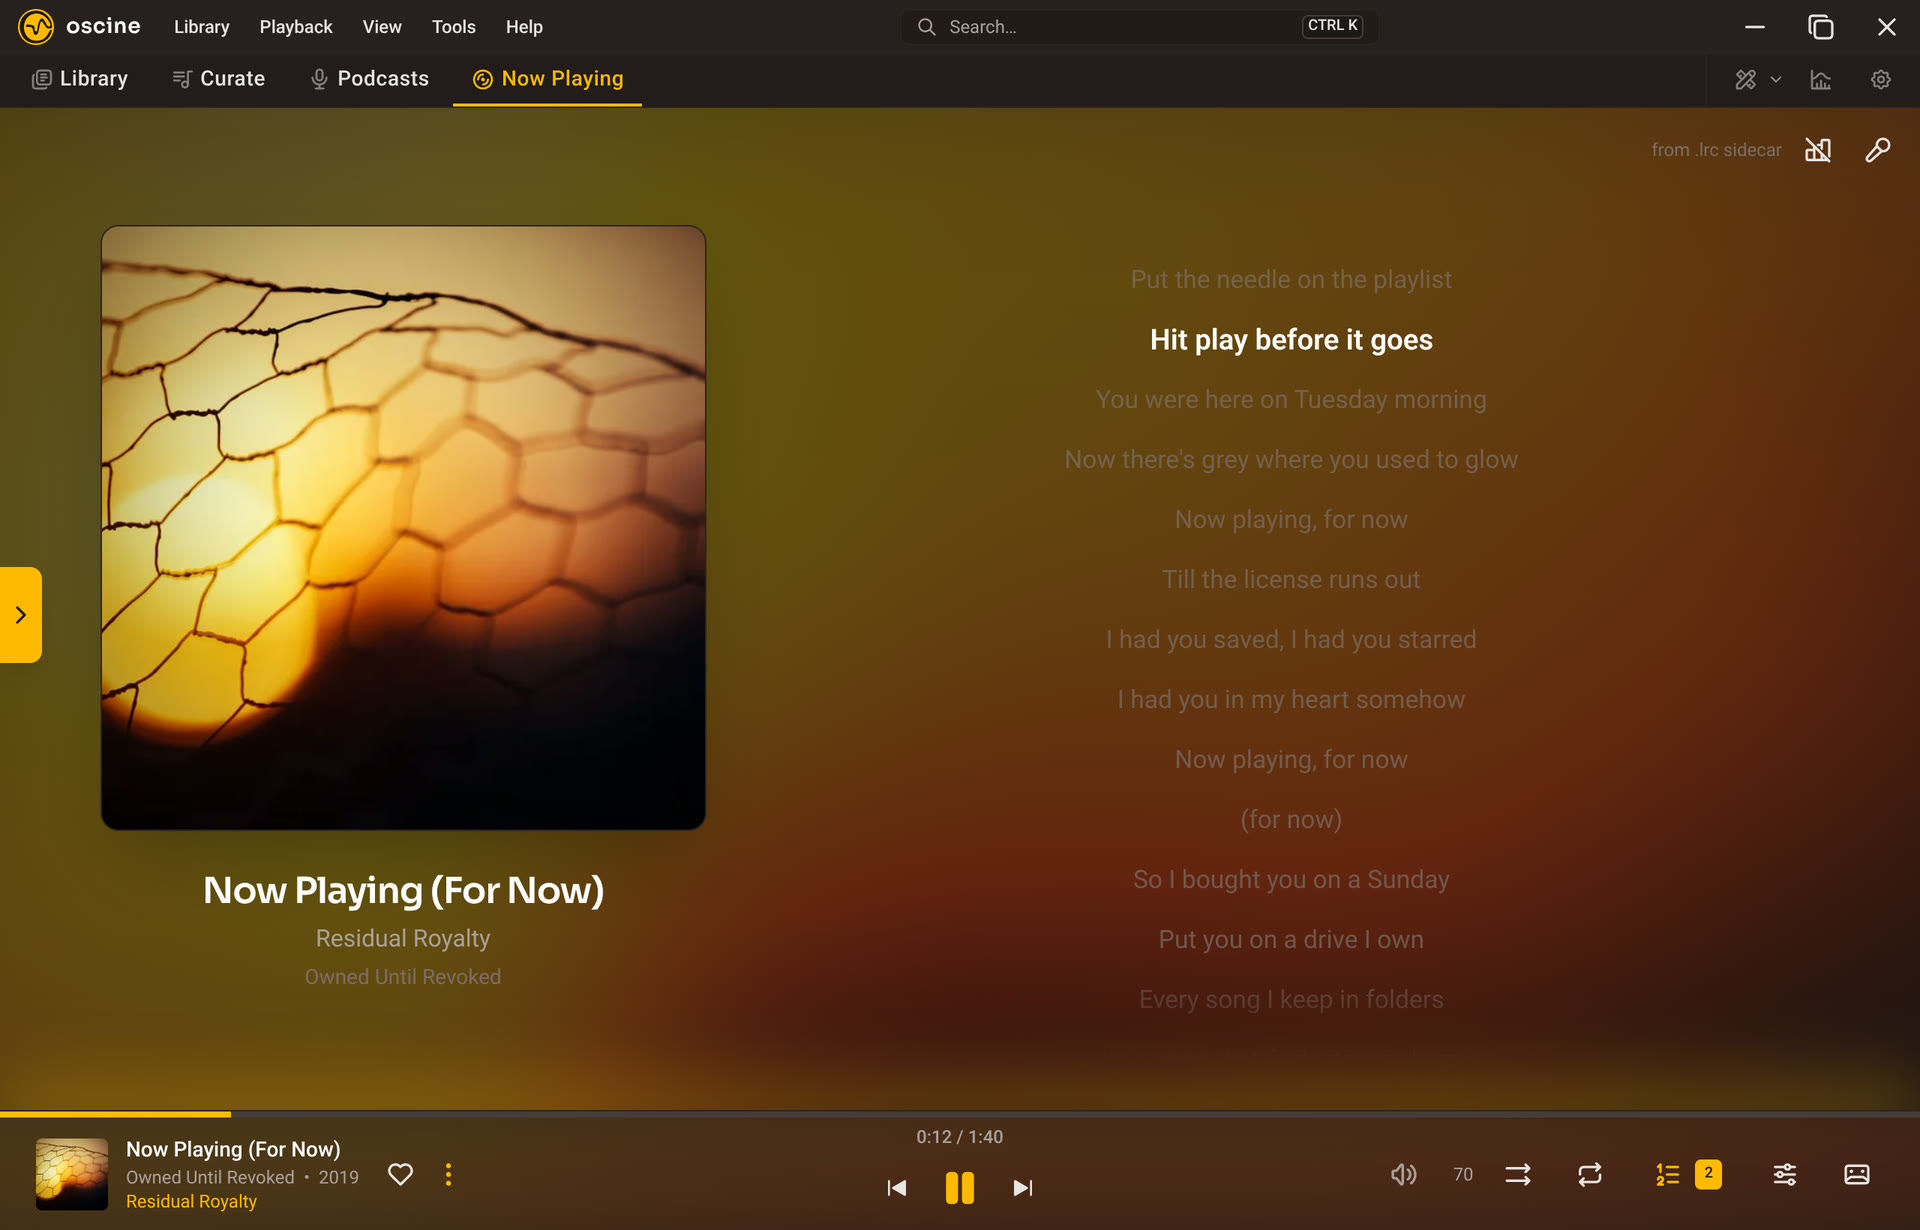 oscine
Library
Playback
View
Tools
Help
Search...
CTRL K
Library
Curate
Podcasts
Now Playing
from .lrc sidecar
Put the needle on the playlist
Hit play before it goes
You were here on Tuesday morning
Now there's grey where you used to glow
Now playing, for now
Till the license runs out
I had you saved, I had you starred
I had you in my heart somehow
Now playing, for now
(for now)
So I bought you on a Sunday
Put you on a drive I own
Every song I keep in folders
Now Playing (For Now)
Residual Royalty
Owned Until Revoked
Now Playing (For Now)
Owned Until Revoked • 2019
Residual Royalty
0:12 / 1:40
70
2